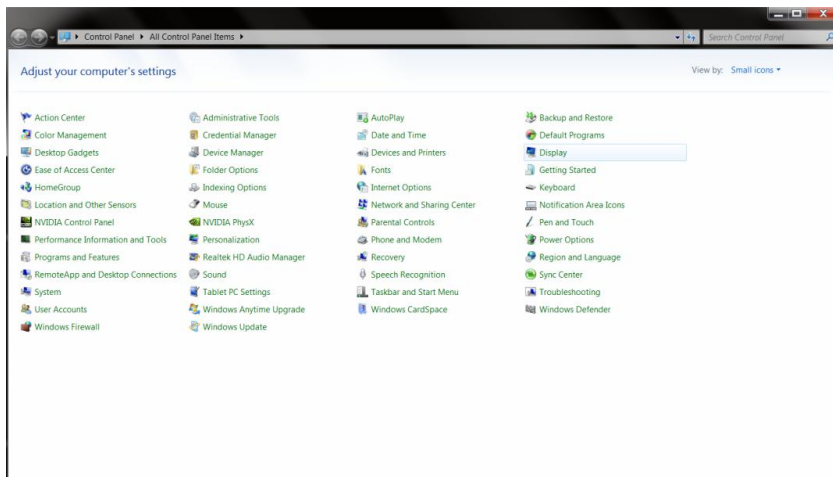 Control Panel All Control Panel Items
Search Control Panel
Adjust your computer's settings
View by: Small icons
Action Center Administrative Tools AutoPlay Backup and Restore
Color Management Credential Manager Date and Time Default Programs
Desktop Gadgets Device Manager Devices and Printers Display
Ease of Access Center Folder Options Fonts Getting Started
HomeGroup Indexing Options Internet Options Keyboard
Location and Other Sensors Mouse Network and Sharing Center Notification Area Icons
NVIDIA Control Panel NVIDIA PhysX Parental Controls Pen and Touch
Performance Information and Tools Personalization Phone and Modem Power Options
Programs and Features Realtek HD Audio Manager Recovery Region and Language
RemoteApp and Desktop Connections Sound Speech Recognition Sync Center
System Tablet PC Settings Taskbar and Start Menu Troubleshooting
User Accounts Windows Anytime Upgrade Windows CardSpace Windows Defender
Windows Firewall Windows Update